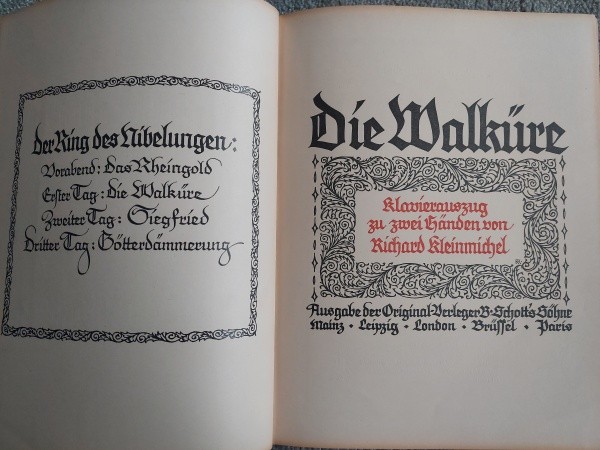 der Ring des Nibelungen:
Vorabend: Das Rheingold
Erster Tag: Die Walküre
Zweiter Tag: Siegfried
Dritter Tag: Götterdämmerung
Die Walküre
Klavierauszug
zu zwei Händen von
Richard Kleinmichel
Ausgabe der Original-Verleger B·Schott's Söhne
Mainz · Leipzig · London · Brüssel · Paris